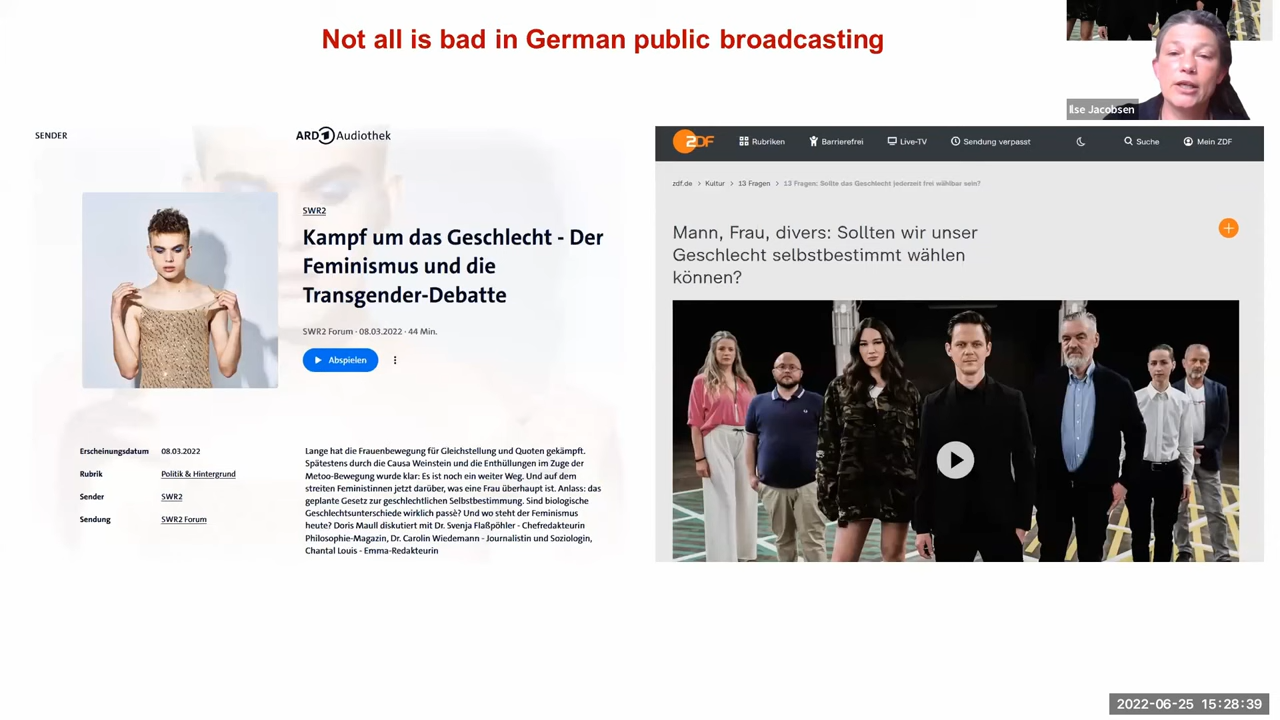 Not all is bad in German public broadcasting
Ilse Jacobsen
SENDER
ARD 1 Audiothek
SWR2
Kampf um das Geschlecht - Der
Feminismus und die
Transgender-Debatte
SWR2 Forum · 08.03.2022 · 44 Min.
Abspielen
Erscheinungsdatum 08.03.2022
Rubrik Politik & Hintergrund
Sender SWR2
Sendung SWR2 Forum
Lange hat die Frauenbewegung für Gleichstellung und Quoten gekämpft.
Spätestens durch die Causa Weinstein und die Enthüllungen im Zuge der
Metoo-Bewegung wurde klar: Es ist noch ein weiter Weg. Und auf dem
streiten Feministinnen jetzt darüber, was eine Frau überhaupt ist. Anlass: das
geplante Gesetz zur geschlechtlichen Selbstbestimmung. Sind biologische
Geschlechtsunterschiede wirklich passè? Und wo steht der Feminismus
heute? Doris Maull diskutiert mit Dr. Svenja Flaßpöhler - Chefredakteurin
Philosophie-Magazin, Dr. Carolin Wiedemann - Journalistin und Soziologin,
Chantal Louis - Emma-Redakteurin
ZDF Rubriken Barrierefrei Live-TV Sendung verpasst Suche Mein ZDF
zdf.de > Kultur > 13 Fragen > 13 Fragen: Sollte das Geschlecht jederzeit frei wählbar sein?
Mann, Frau, divers: Sollten wir unser
Geschlecht selbstbestimmt wählen
können?
2022-06-25 15:28:39